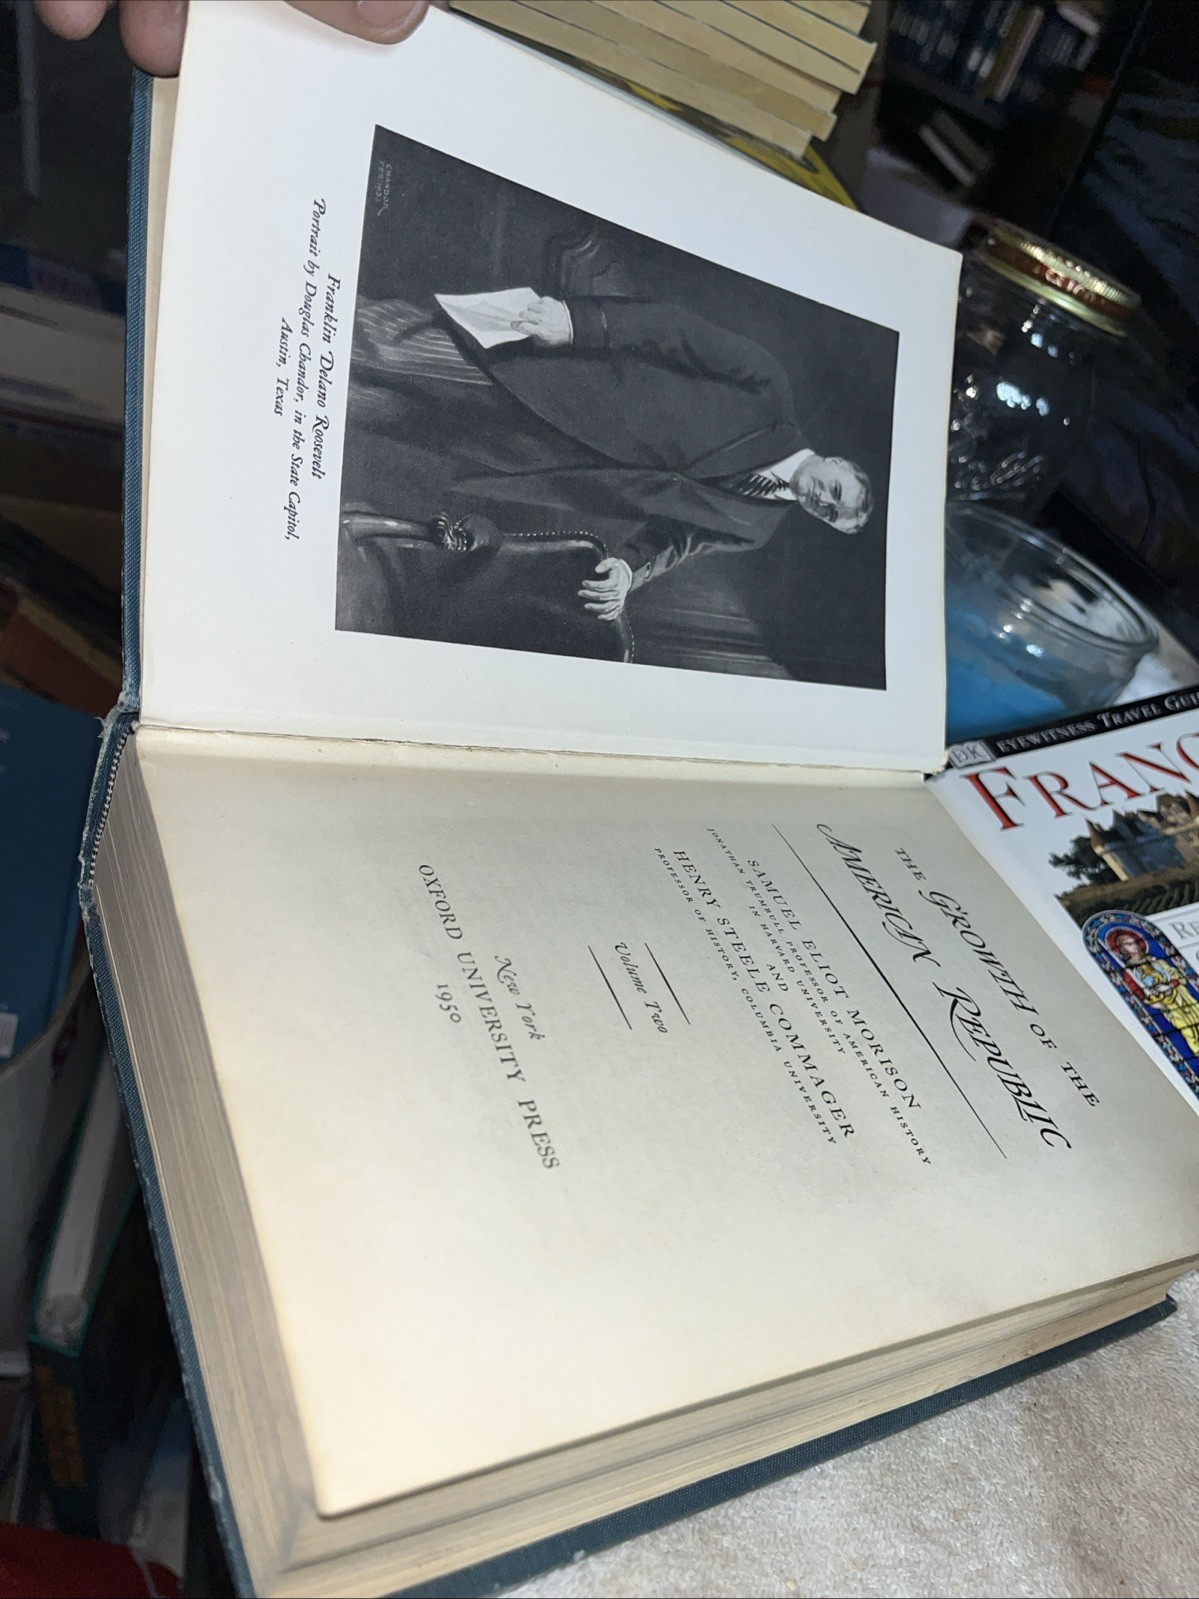 CHANDOR
Franklin Delano Roosevelt
Portrait by Douglas Chandor, in the State Capitol,
Austin, Texas
THE GROWTH OF THE
AMERICAN REPUBLIC
SAMUEL ELIOT MORISON
JONATHAN TRUMBULL PROFESSOR OF AMERICAN HISTORY
IN HARVARD UNIVERSITY
AND
HENRY STEELE COMMAGER
PROFESSOR OF HISTORY, COLUMBIA UNIVERSITY
Volume Two
New York
OXFORD UNIVERSITY PRESS
1950
DK EYEWITNESS TRAVEL GUI
FRANC